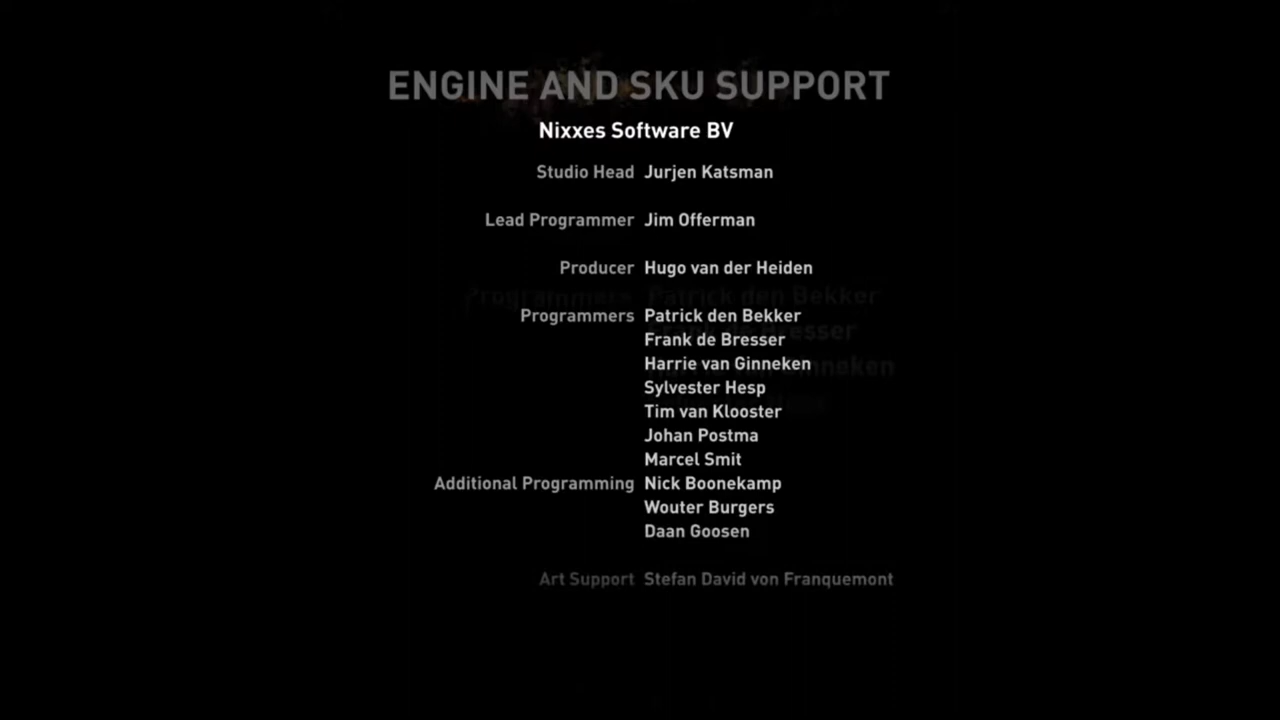 ENGINE AND SKU SUPPORT
Nixxes Software BV
Studio Head Jurjen Katsman
Lead Programmer Jim Offerman
Producer Hugo van der Heiden
Programmers Patrick den Bekker
Frank de Bresser
Harrie van Ginneken
Sylvester Hesp
Tim van Klooster
Johan Postma
Marcel Smit
Additional Programming Nick Boonekamp
Wouter Burgers
Daan Goosen
Art Support Stefan David von Franquemont